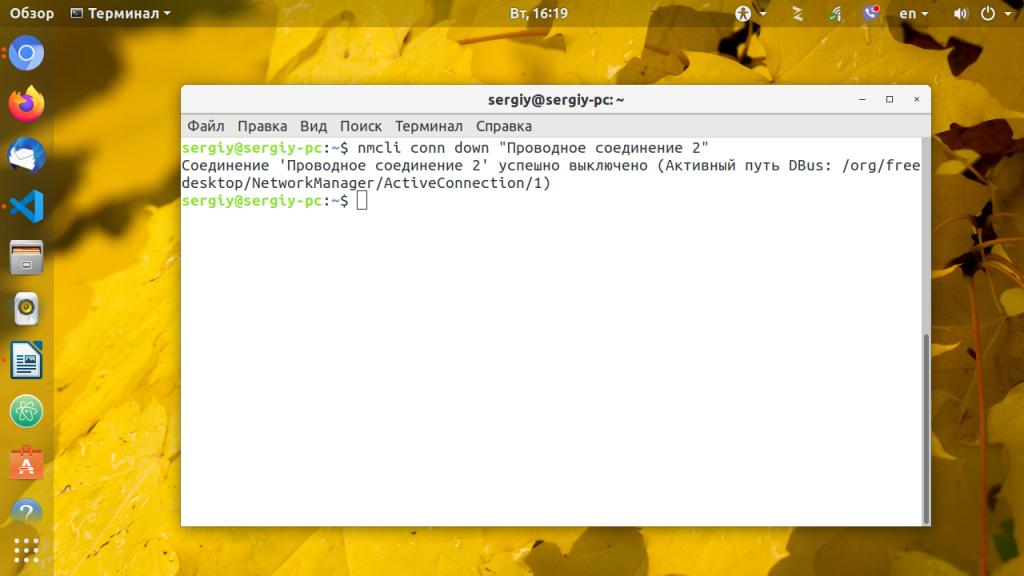 Обзор Терминал Вт, 16:19 en
sergiy@sergiy-pc: ~
Файл Правка Вид Поиск Терминал Справка
sergiy@sergiy-pc:~$ nmcli conn down "Проводное соединение 2"
Соединение 'Проводное соединение 2' успешно выключено (Активный путь DBus: /org/free
desktop/NetworkManager/ActiveConnection/1)
sergiy@sergiy-pc:~$